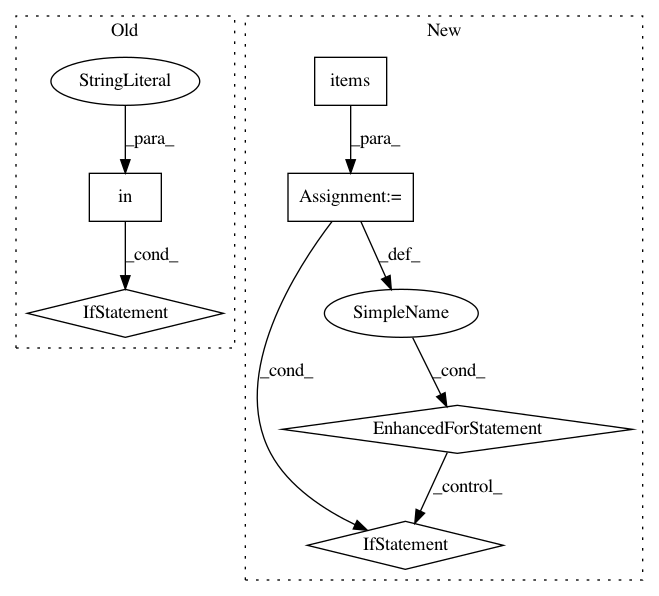 Old
New
StringLiteral
items
_para_
_para_
in
Assignment:=
_cond_
_def_
IfStatement
SimpleName
_cond_
_cond_
EnhancedForStatement
_control_
IfStatement